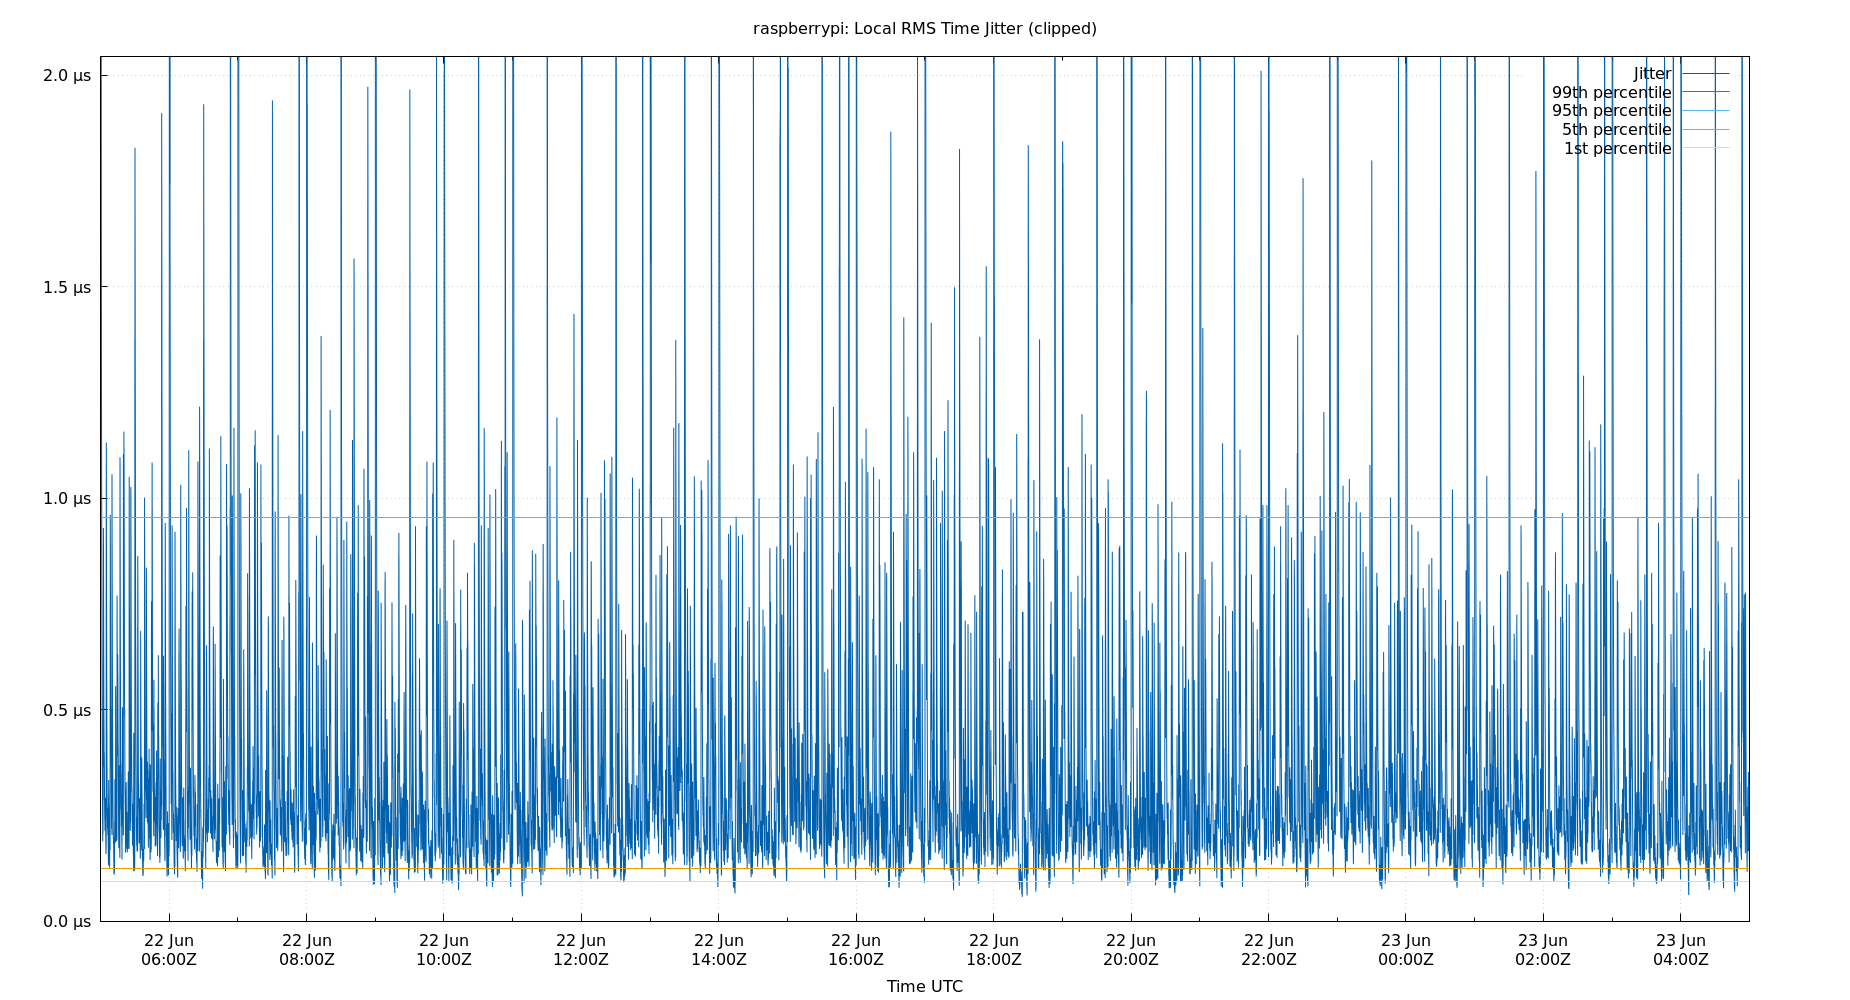 raspberrypi: Local RMS Time Jitter (clipped)
2.0 μs
1.5 μs
1.0 μs
0.5 μs
0.0 μs
Jitter
99th percentile
95th percentile
5th percentile
1st percentile
22 Jun 22 Jun 22 Jun 22 Jun 22 Jun 22 Jun 22 Jun 22 Jun 22 Jun 23 Jun 23 Jun 23 Jun
06:00Z 08:00Z 10:00Z 12:00Z 14:00Z 16:00Z 18:00Z 20:00Z 22:00Z 00:00Z 02:00Z 04:00Z
Time UTC